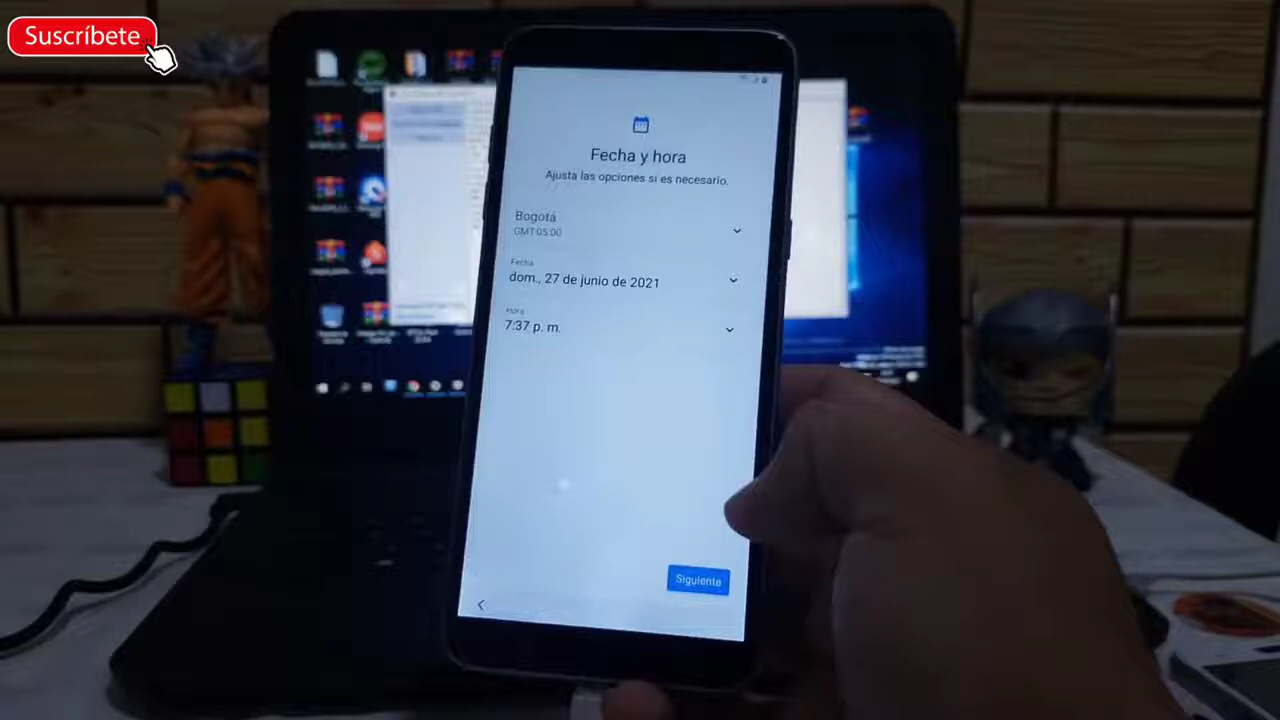 Suscríbete
Fecha y hora
Ajusta las opciones si es necesario.
Bogotá
GMT-05:00
Fecha
dom., 27 de junio de 2021
Hora
7:37 p. m.
Siguiente